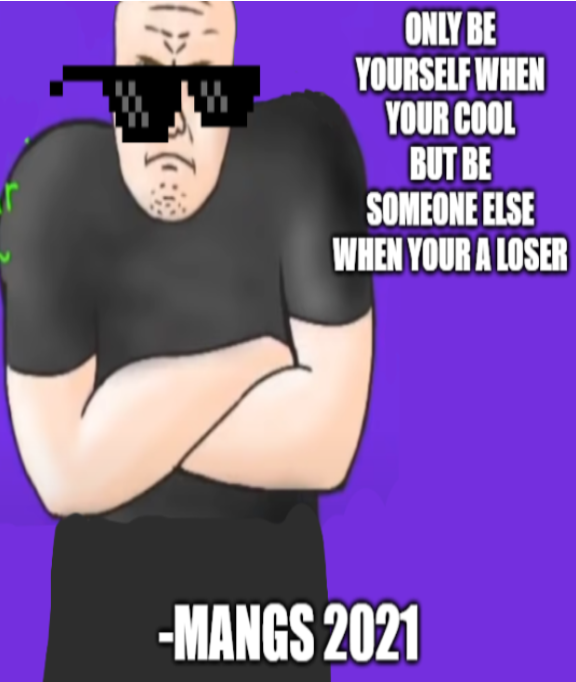 ONLY BE
YOURSELF WHEN
YOUR COOL
BUT BE
SOMEONE ELSE
WHEN YOUR A LOSER
-MANGS 2021